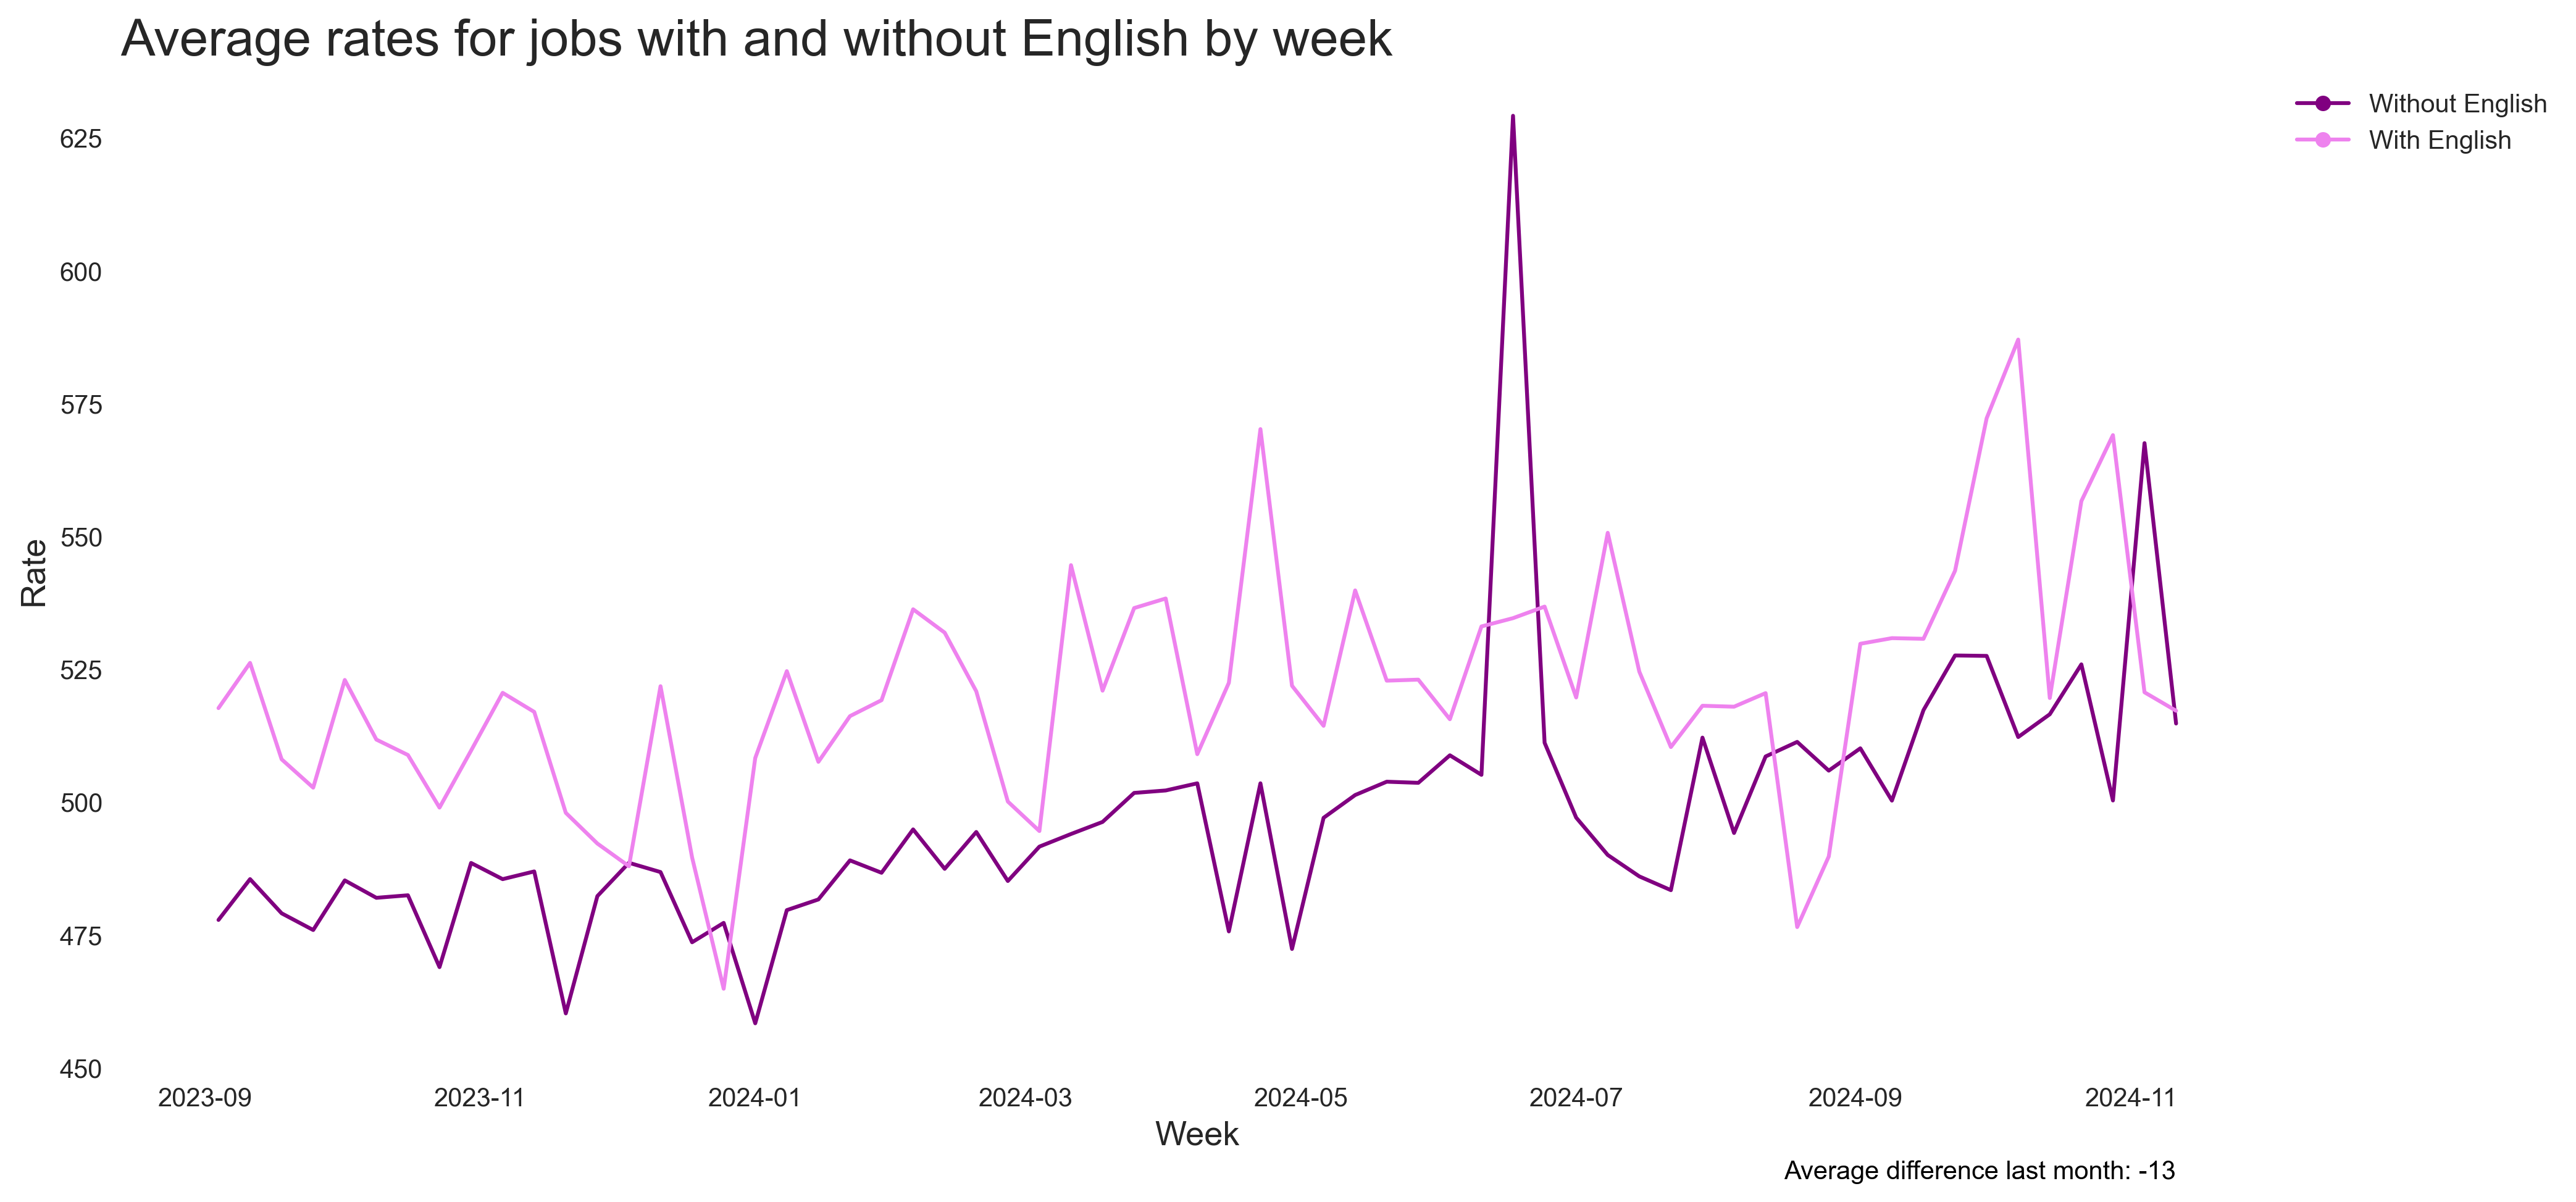 Average rates for jobs with and without English by week
Without English
With English
625
600
575
550
525
500
475
450
Rate
2023-09 2023-11 2024-01 2024-03 2024-05 2024-07 2024-09 2024-11
Week
Average difference last month: -13